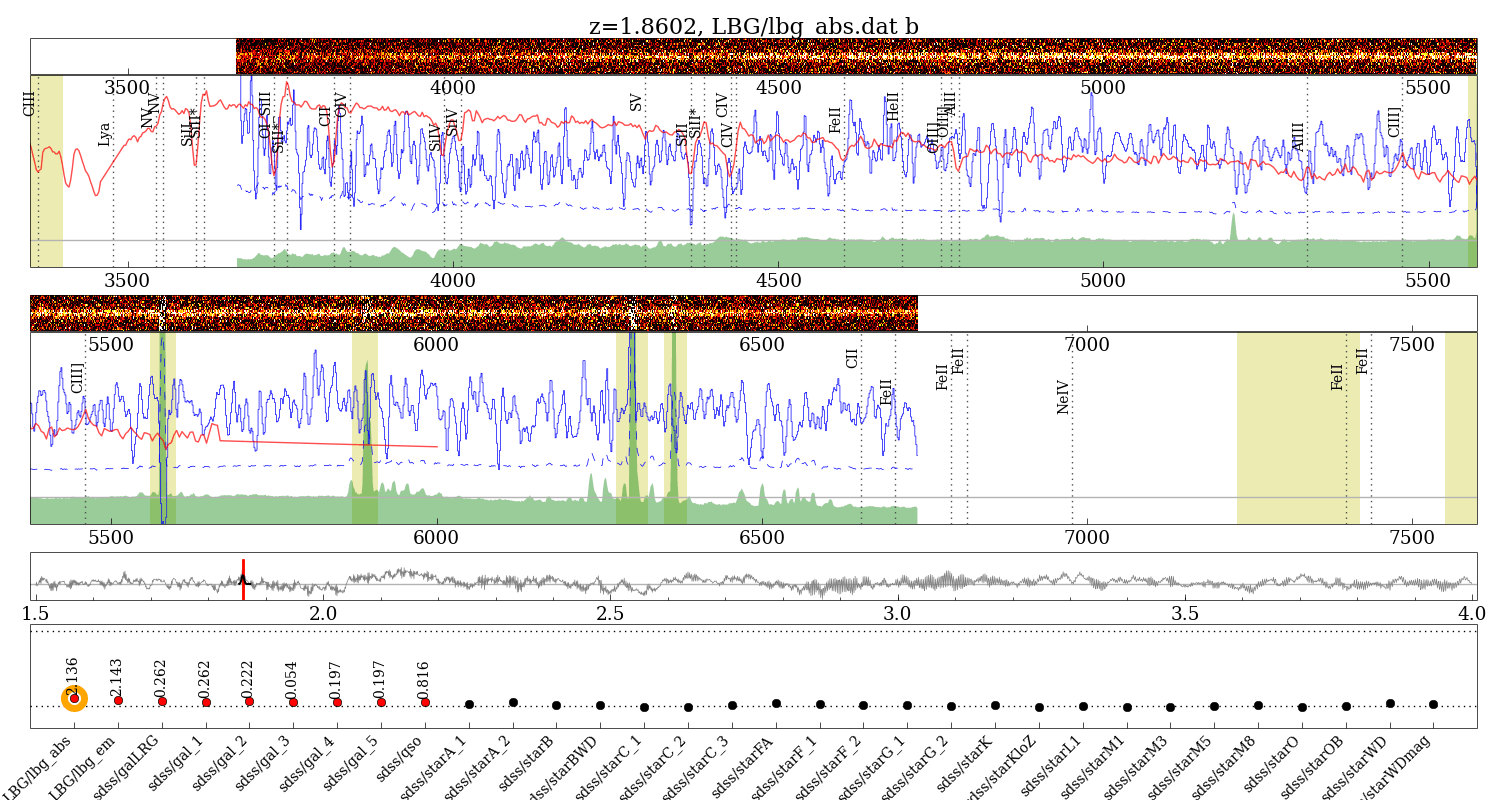 z=1.8602, LBG/lbg_abs.dat b
3500 4000 4500 5000 5500
CII Lya NV NV SiII SiII* OI SiII SiII* CII OIV SiIV SiIV SV SiII SiII* CIV CIV FeII HeII OIII] OIII] AlII AlIII CIII]
3500 4000 4500 5000 5500
5500 6000 6500 7000 7500
CIII] CII FeII FeII FeII NeIV FeII FeII
5500 6000 6500 7000 7500
1.5 2.0 2.5 3.0 3.5 4.0
2.136 2.143 0.262 0.262 0.222 0.054 0.197 0.197 0.816
LBG/lbg_abs
LBG/lbg_em
sdss/galLRG
sdss/gal_1
sdss/gal_2
sdss/gal_3
sdss/gal_4
sdss/gal_5
sdss/qso
sdss/starA_1
sdss/starA_2
sdss/starB
dss/starBWD
sdss/starC_1
sdss/starC_2
sdss/starC_3
sdss/starFA
sdss/starF_1
sdss/starF_2
sdss/starG_1
sdss/starG_2
sdss/starK
dss/starKloZ
sdss/starL1
sdss/starM1
sdss/starM3
sdss/starM5
sdss/starM8
sdss/starO
sdss/starOB
sdss/starWD
/starWDmag